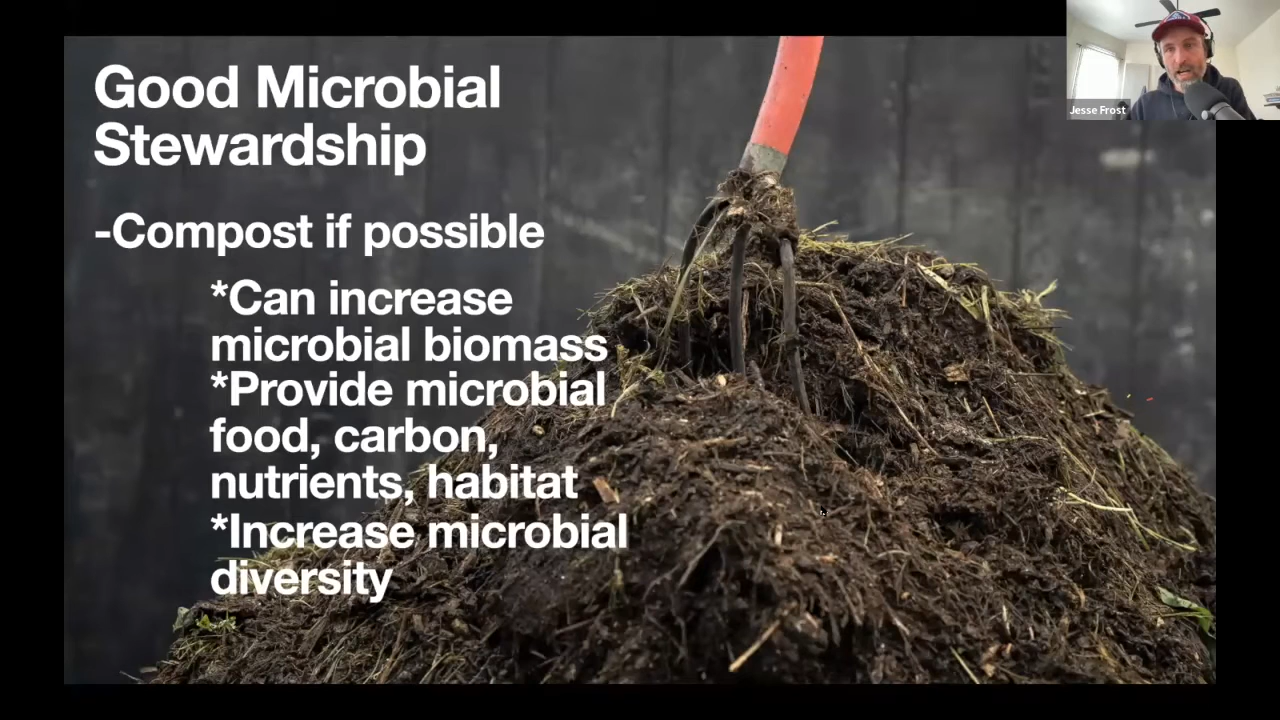 Good Microbial
Stewardship
-Compost if possible
*Can increase
microbial biomass
*Provide microbial
food, carbon,
nutrients, habitat
*Increase microbial
diversity
Jesse Frost